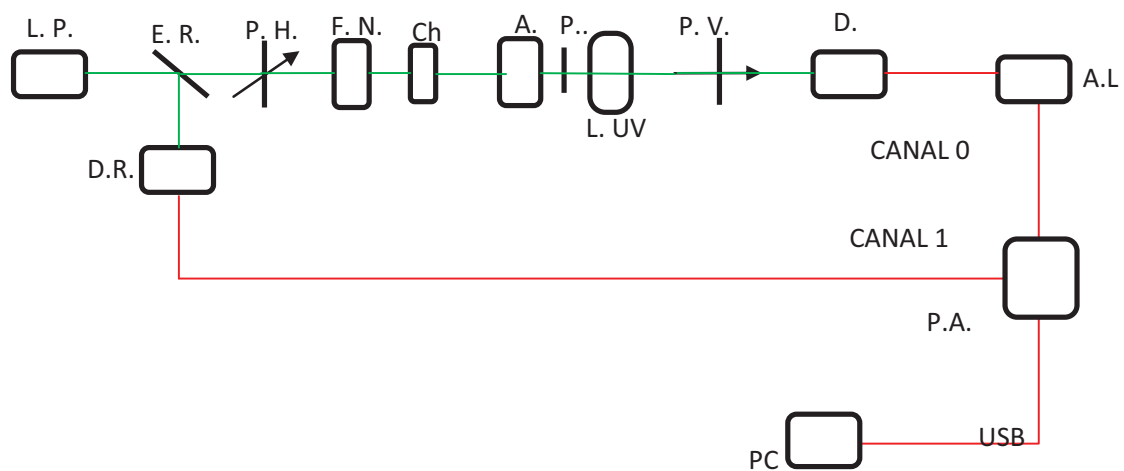 L. P.
E. R.
P. H.
F. N.
Ch
A.
P..
L. UV
P. V.
D.
A.L
D.R.
CANAL 0
CANAL 1
P.A.
USB
PC